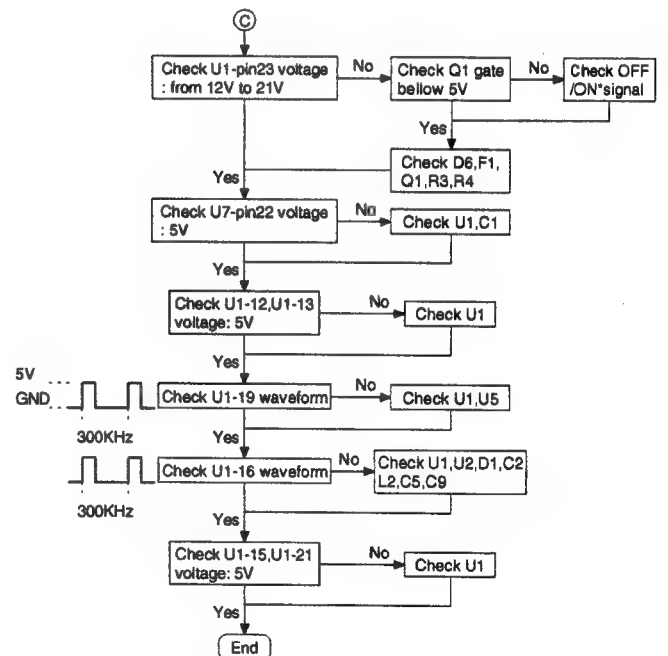 C
Check U1-pin23 voltage
: from 12V to 21V
No
Check Q1 gate
bellow 5V
No
Check OFF
/ON*signal
Yes
Check D6,F1,
Q1,R3,R4
Yes
Check U7-pin22 voltage
: 5V
No
Check U1,C1
Yes
Check U1-12,U1-13
voltage: 5V
No
Check U1
Yes
5V
GND
300KHz
Check U1-19 waveform
No
Check U1,U5
Yes
300KHz
Check U1-16 waveform
No
Check U1,U2,D1,C2
L2,C5,C9
Yes
Check U1-15,U1-21
voltage: 5V
No
Check U1
Yes
End